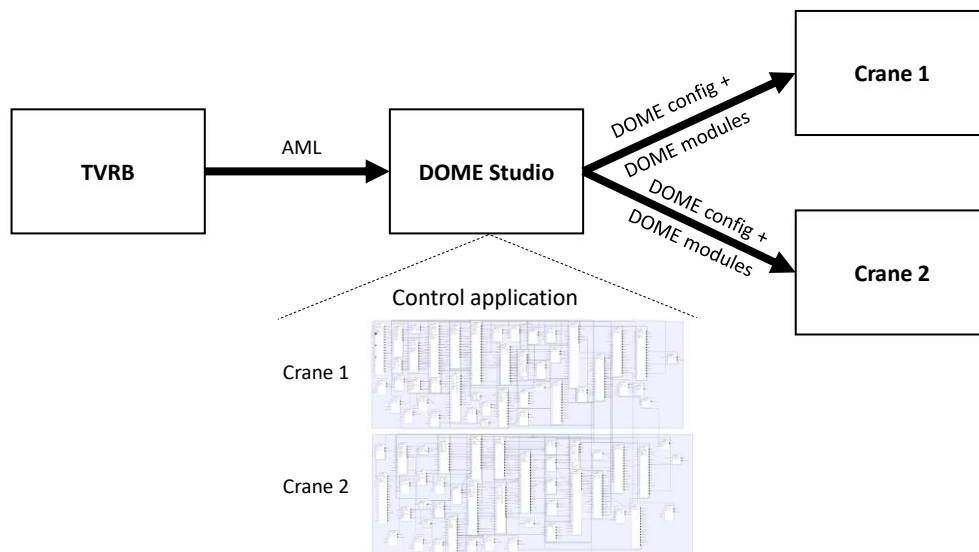 TVRB
AML
DOME Studio
DOME config +
DOME modules
Crane 1
DOME config +
DOME modules
Crane 2
Control application
Crane 1
Crane 2